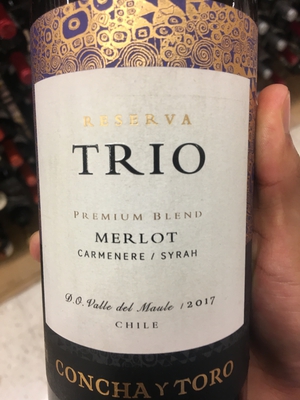 RESERVA
TRIO
PREMIUM BLEND
MERLOT
CARMENERE / SYRAH
D.O. Valle del Maule / 2017
CHILE
CONCHA Y TORO